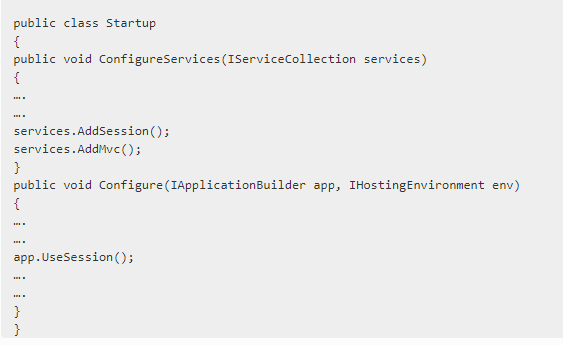 public class Startup
{
public void ConfigureServices(IServiceCollection services)
{
….
….
services.AddSession();
services.AddMvc();
}
public void Configure(IApplicationBuilder app, IHostingEnvironment env)
{
….
….
app.UseSession();
….
….
}
}